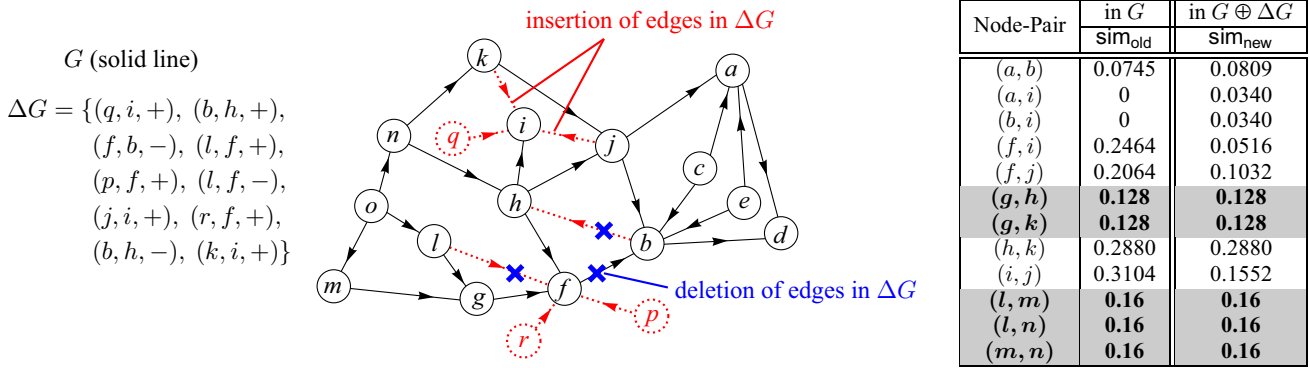 G (solid line)
ΔG = {(q, i, +), (b, h, +),
(f, b, −), (l, f, +),
(p, f, +), (l, f, −),
(j, i, +), (r, f, +),
(b, h, −), (k, i, +)}
insertion of edges in ΔG
k
a
q
i
n
j
c
h
e
o
l
b
d
m
g
f
deletion of edges in ΔG
p
r
Node-Pair in G in G ⊕ ΔG
sim_old sim_new
(a, b) 0.0745 0.0809
(a, i) 0 0.0340
(b, i) 0 0.0340
(f, i) 0.2464 0.0516
(f, j) 0.2064 0.1032
(g, h) 0.128 0.128
(g, k) 0.128 0.128
(h, k) 0.2880 0.2880
(i, j) 0.3104 0.1552
(l, m) 0.16 0.16
(l, n) 0.16 0.16
(m, n) 0.16 0.16